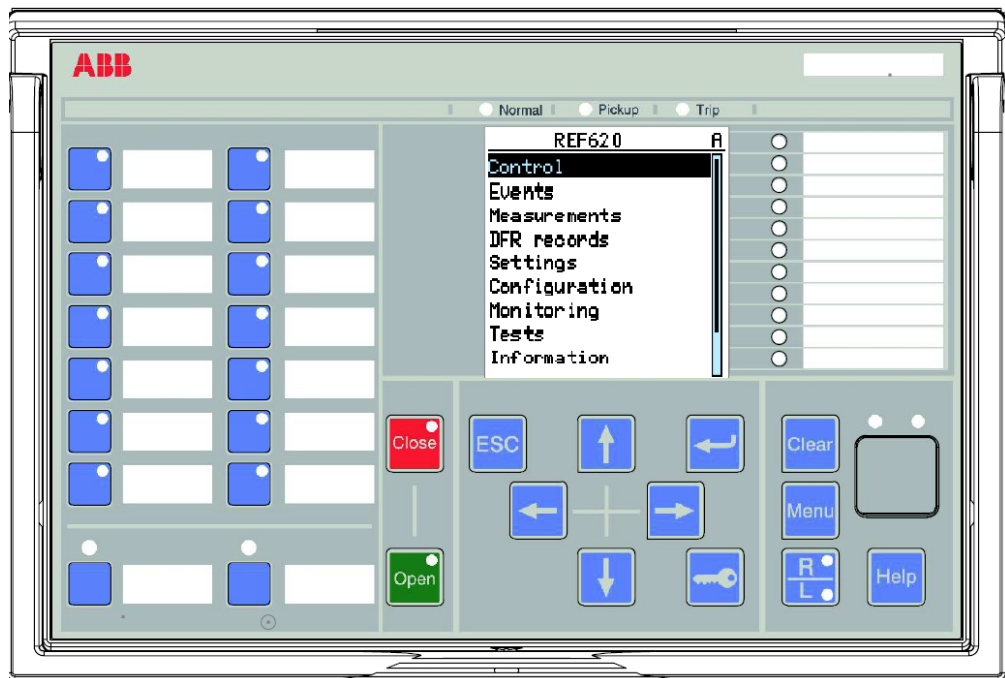 ABB
Normal Pickup Trip
REF620 A
Control
Events
Measurements
DFR records
Settings
Configuration
Monitoring
Tests
Information
Close
ESC
Clear
Menu
Open
R
L
Help